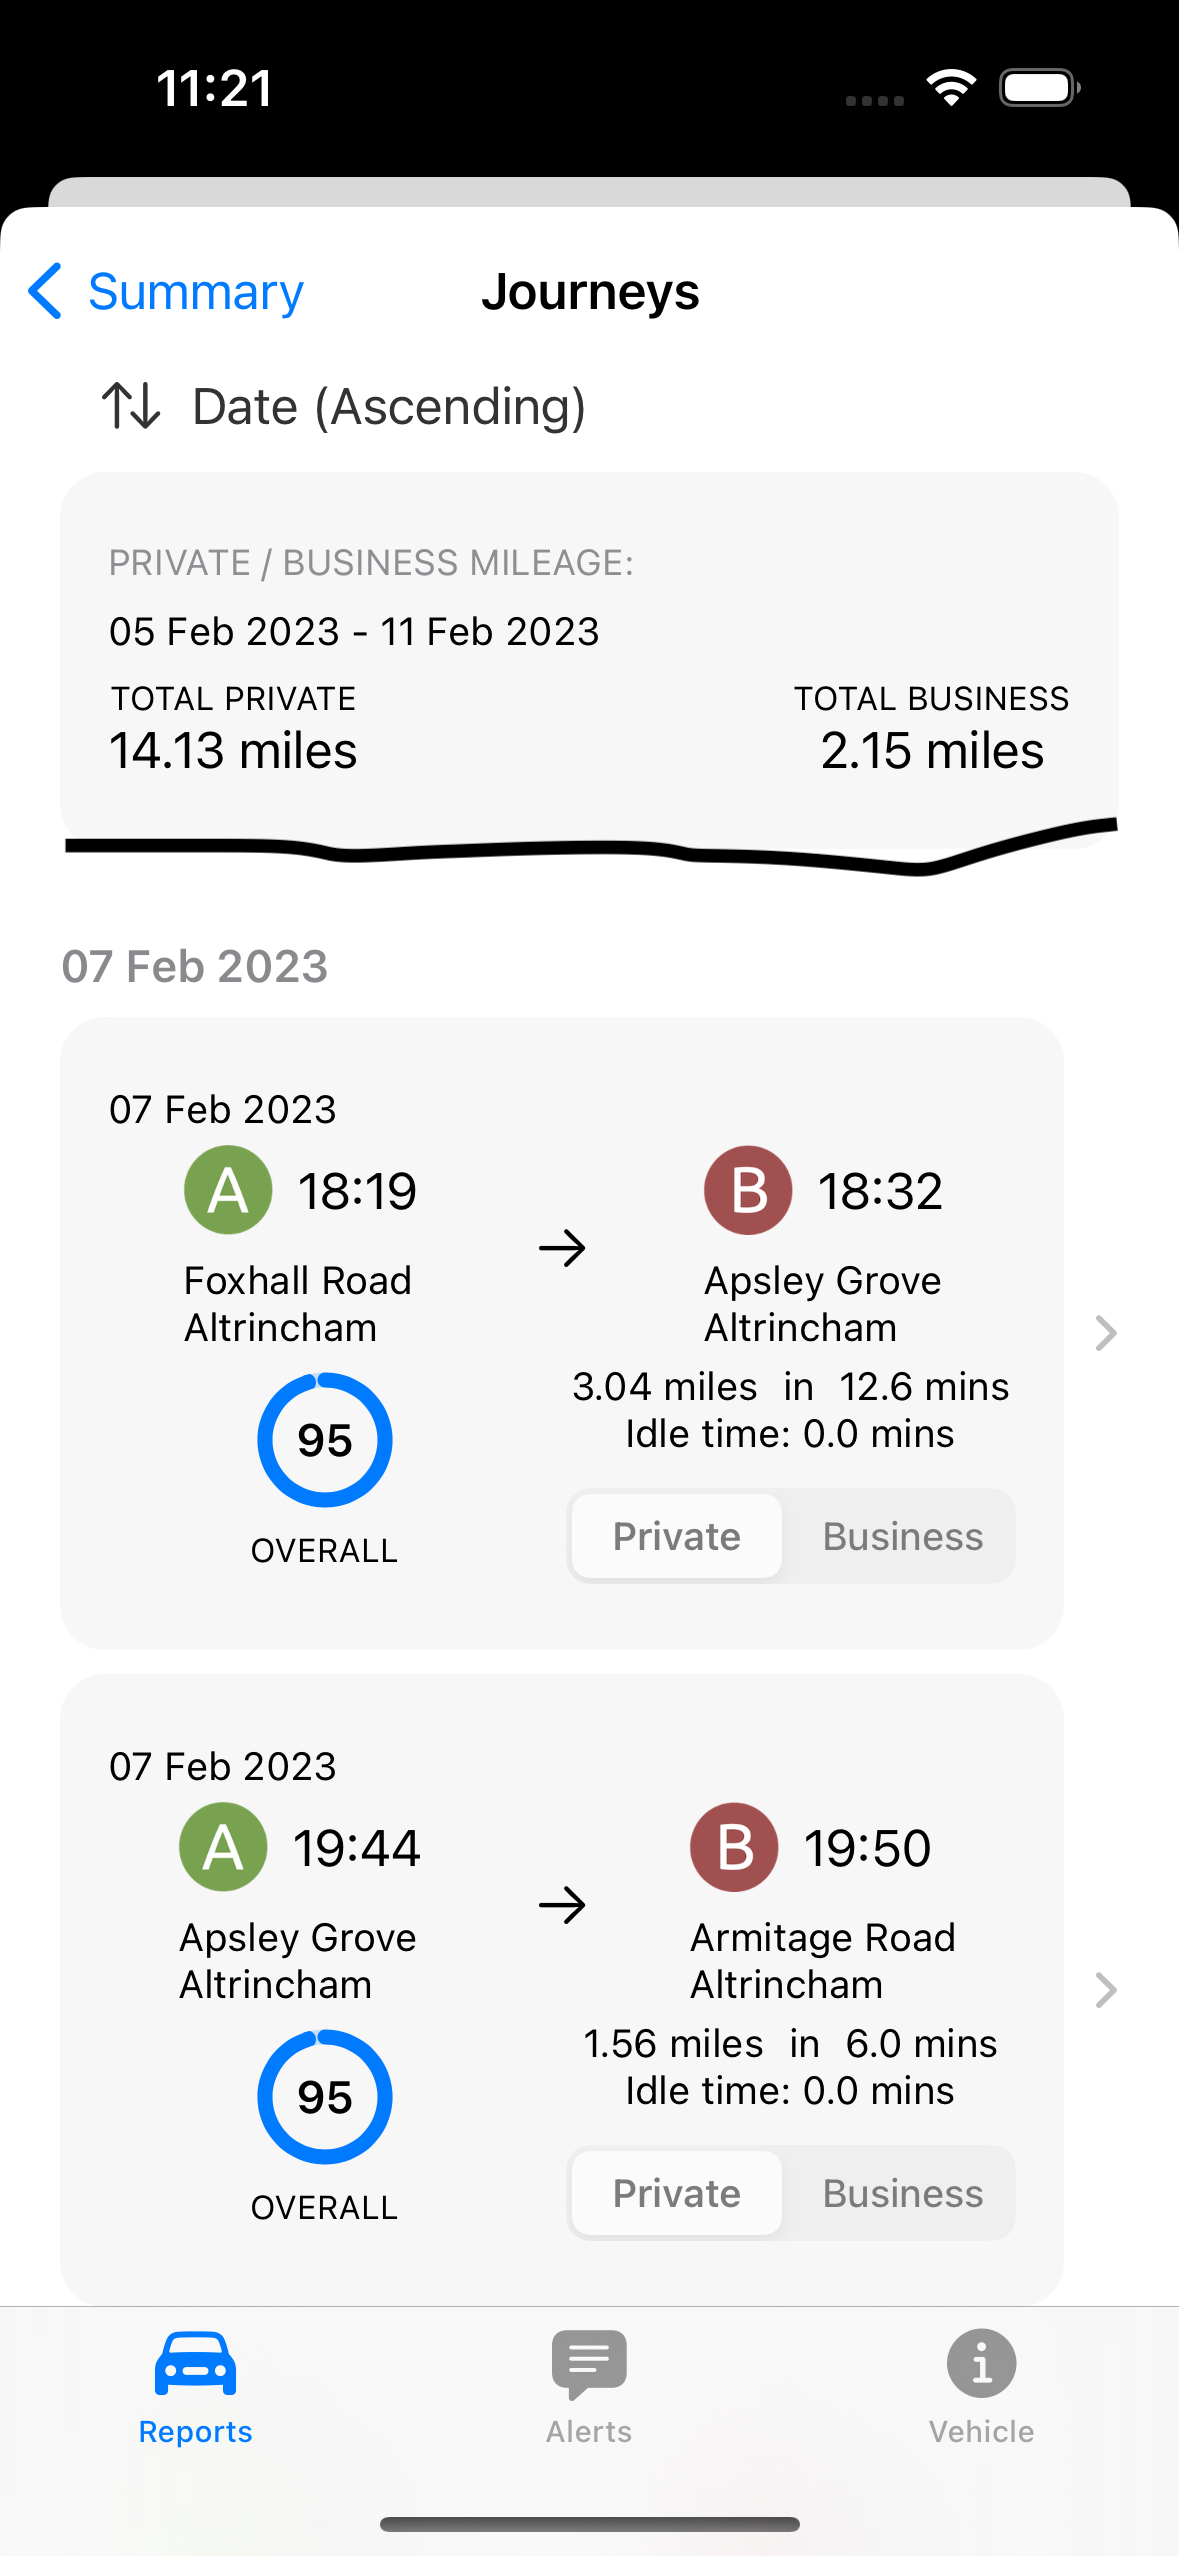 11:21
Summary
Journeys
Date (Ascending)
PRIVATE / BUSINESS MILEAGE:
05 Feb 2023 - 11 Feb 2023
TOTAL PRIVATE TOTAL BUSINESS
14.13 miles 2.15 miles
07 Feb 2023
07 Feb 2023
A 18:19 B 18:32
Foxhall Road Apsley Grove
Altrincham Altrincham
3.04 miles in 12.6 mins
Idle time: 0.0 mins
95
OVERALL
Private Business
07 Feb 2023
A 19:44 B 19:50
Apsley Grove Armitage Road
Altrincham Altrincham
1.56 miles in 6.0 mins
Idle time: 0.0 mins
95
OVERALL
Private Business
Reports Alerts Vehicle